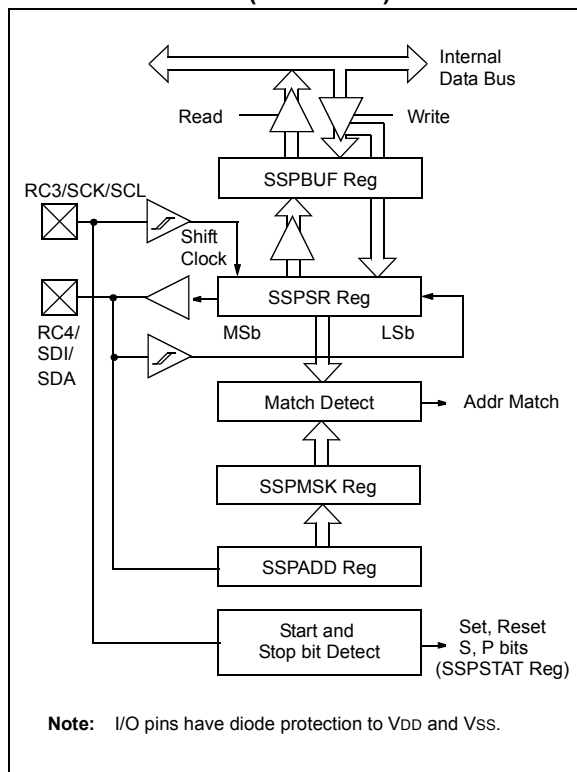 Internal
Data Bus
Read
Write
SSPBUF Reg
RC3/SCK/SCL
Shift
Clock
SSPSR Reg
MSb
LSb
RC4/
SDI/
SDA
Match Detect
Addr Match
SSPMSK Reg
SSPADD Reg
Start and
Stop bit Detect
Set, Reset
S, P bits
(SSPSTAT Reg)
Note: I/O pins have diode protection to VDD and VSS.